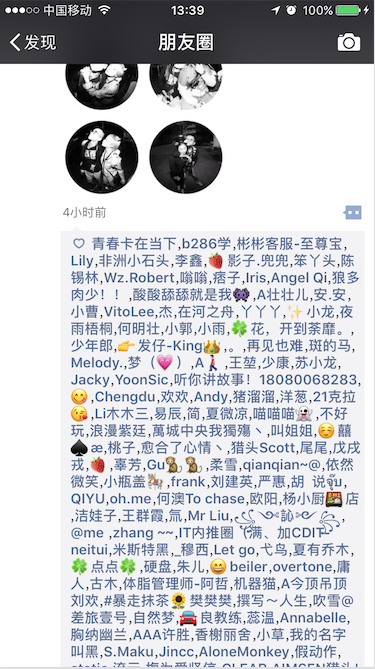 中国移动 13:39 100%
发现 朋友圈
4小时前
青春卡在当下,b286学,彬彬客服-至尊宝,
Lily,非洲小石头,李鑫,🍓 影子.兜兜,笨丫头,陈
锡林,Wz.Robert,嗡嗡,痞子,Iris,Angel Qi,狼多
肉少！！,酸酸舔舔就是我,A壮壮儿,安.安,
小曹,VitoLee,杰,在河之舟,丫丫丫,✨小龙,夜
雨梧桐,何明壮,小郭,小雨,🍀花，开到荼靡。,
少年郎,👉发仔-King👑,。,再见也难,斑的马,
Melody.,梦（💗）,A🚶,王堃,少康,苏小龙,
Jacky,YoonSic,听你讲故事！18080068283,
😋,Chengdu,欢欢,Andy,猪溜溜,洋葱,21克拉
😘,Li木木三,易辰,简,夏微凉,喵喵喵👻,不好
玩,浪漫紫廷,萬城中央我獨殤丶,叫姐姐,☺️囍
♠️æ,桃子,愈合了心情丶,猎头Scott,尾尾,戊戌
戎,🍓,辜芳,Gu🐒🐒,柔雪,qianqian~@,依然
微笑,小瓶盖🎠,frank,刘建英,严惠,胡
QIYU,oh.me,何澳To chase,欧阳,杨小厨🍱店
,洁娃子,王群霞,氚,Mr Liu,
@me ,zhang ~~,IT内推圈（满、加CDIT
neitui,米斯特黑,_穆西,Let go,弋鸟,夏有乔木,
🍀点点🍀,硬盘,朱儿,😄 beiler,overtone,庸
人,古木,体脂管理师-阿哲,机器猫,A今顶吊顶
刘欢,#暴走抹茶🌻樊樊樊,撰写～人生,吹雪@
差旅壹号,自然梦🚘良教练,蕊温,Annabelle,
胸纳幽兰,AAA许胜,香榭丽舍,小草,我的名字
叫黑,S.Maku,Jincc,AloneMonkey,假动作,